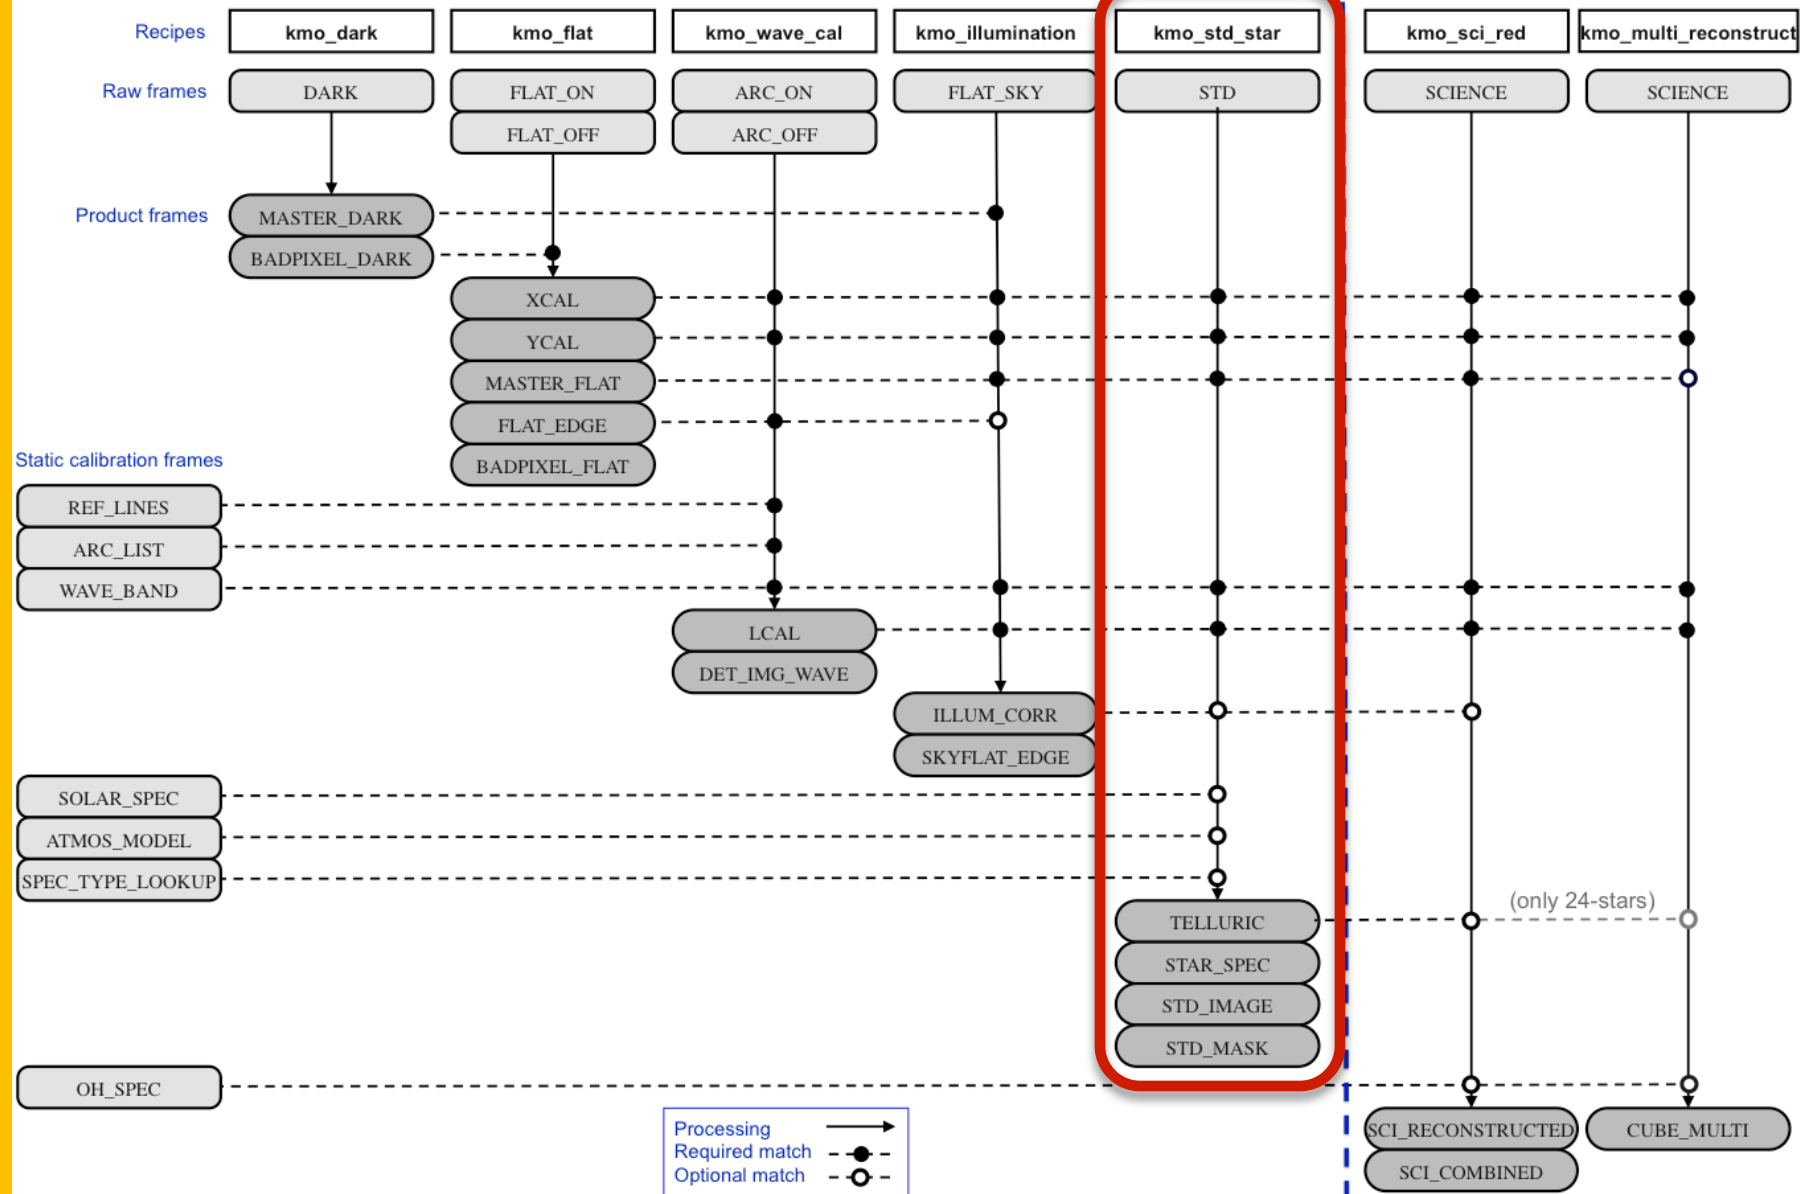 Recipes kmo_dark kmo_flat kmo_wave_cal kmo_illumination kmo_std_star kmo_sci_red kmo_multi_reconstruct
Raw frames DARK FLAT_ON ARC_ON FLAT_SKY STD SCIENCE SCIENCE
FLAT_OFF ARC_OFF
Product frames MASTER_DARK
BADPIXEL_DARK
XCAL
YCAL
MASTER_FLAT
FLAT_EDGE
Static calibration frames BADPIXEL_FLAT
REF_LINES
ARC_LIST
WAVE_BAND
LCAL
DET_IMG_WAVE
ILLUM_CORR
SKYFLAT_EDGE
SOLAR_SPEC
ATMOS_MODEL
SPEC_TYPE_LOOKUP
(only 24-stars)
TELLURIC
STAR_SPEC
STD_IMAGE
STD_MASK
OH_SPEC
Processing SCI_RECONSTRUCTED CUBE_MULTI
Required match
Optional match SCI_COMBINED